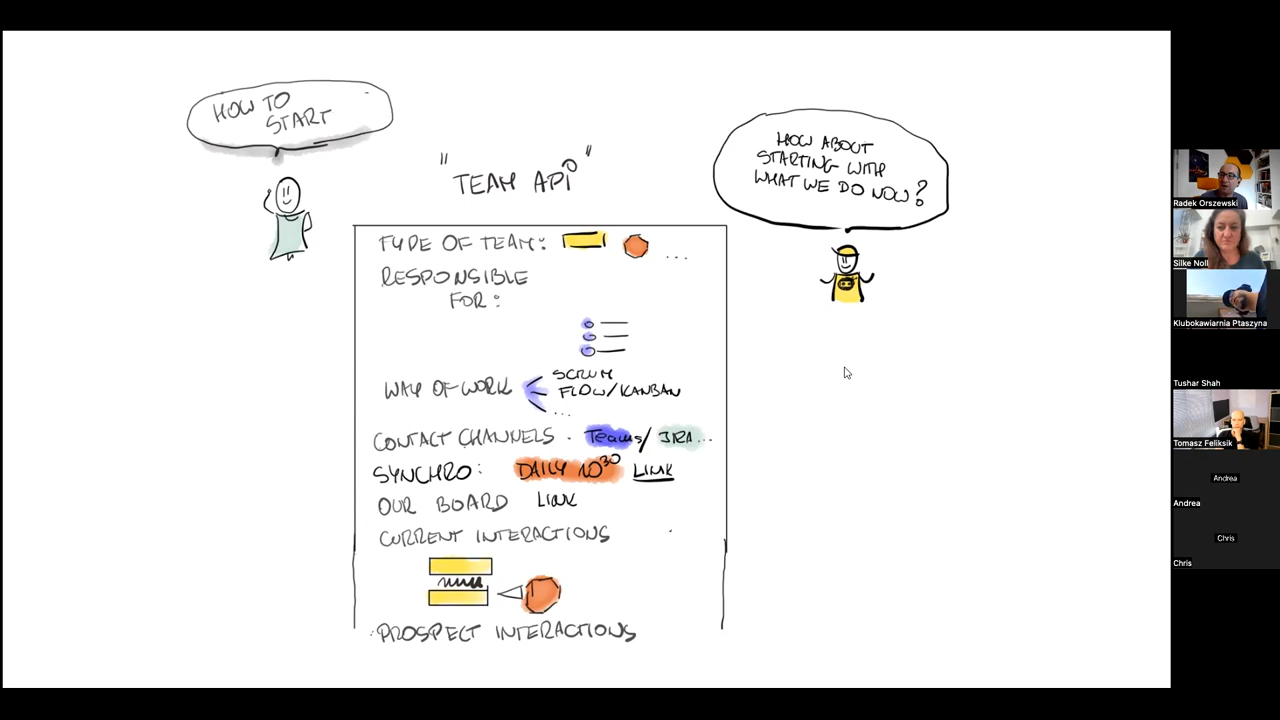 HOW TO
START
"TEAM API"
HOW ABOUT
STARTING WITH
WHAT WE DO NOW?
TYPE OF TEAM:
...
RESPONSIBLE
FOR:
WAY OF WORK
SCRUM
FLOW/KANBAN
...
CONTACT CHANNELS. Teams/ JIRA...
SYNCHRO: DAILY 10³⁰ LINK
OUR BOARD LINK
CURRENT INTERACTIONS
PROSPECT INTERACTIONS
Radek Orszewski
Silke Noll
Klubokawiarnia Ptaszyna
Tushar Shah
Tomasz Feliksik
Andrea
Andrea
Chris
Chris